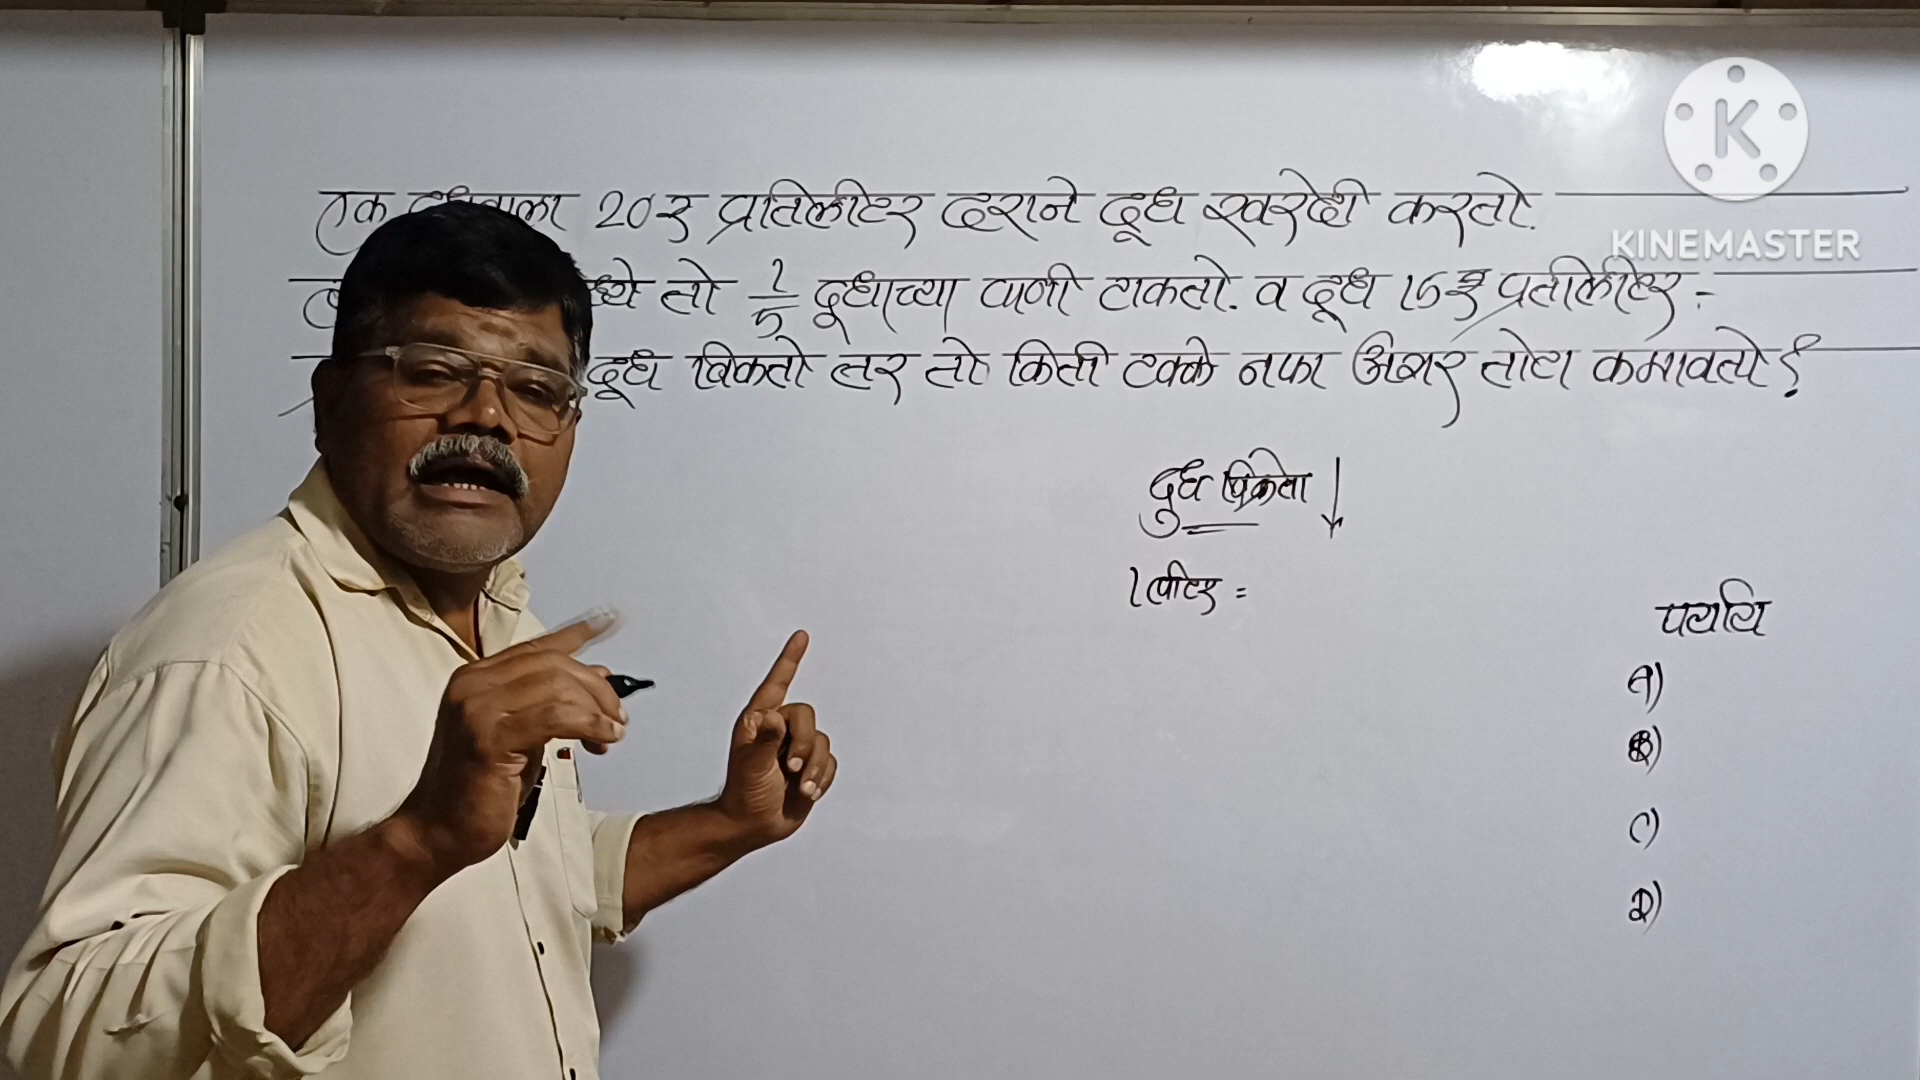 एक दूधवाला 20रु प्रतिलीटर दराने दूध खरेदी करतो.
तो 1/5 दूधाच्या पाणी टाकतो. व दूध 15रु प्रतीलिटर
दूध विकतो तर तो किती टक्के नफा अथवा तोटा कमावतो?
दुध विक्रेता
1 लीटर =
पर्याय
A)
B)
C)
D)
K
KINEMASTER